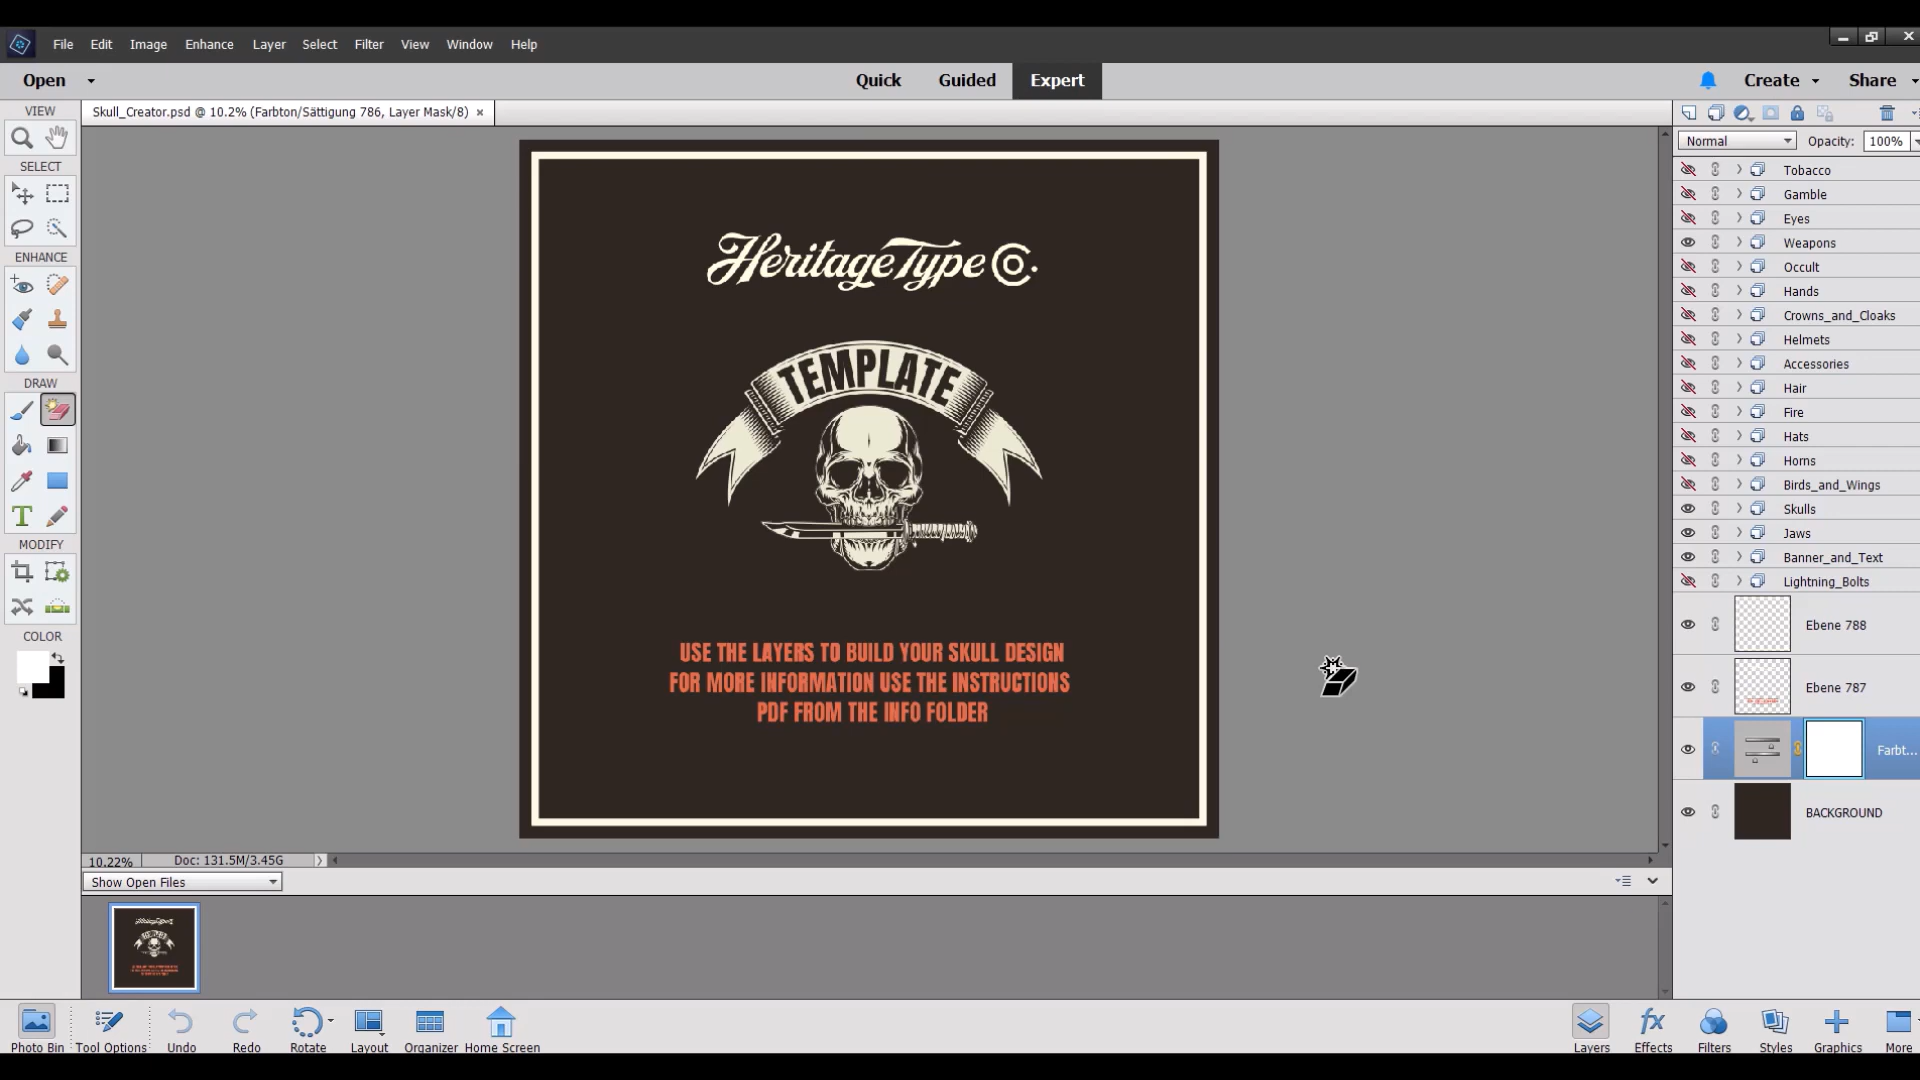 File Edit Image Enhance Layer Select Filter View Window Help
Open Quick Guided Expert Create Share
VIEW
Skull_Creator.psd @ 10.2% (Farbton/Sättigung 786, Layer Mask/8) ×
SELECT
ENHANCE
DRAW
MODIFY
COLOR
Heritage Type Co.
TEMPLATE
USE THE LAYERS TO BUILD YOUR SKULL DESIGN
FOR MORE INFORMATION USE THE INSTRUCTIONS
PDF FROM THE INFO FOLDER
Normal Opacity: 100%
Tobacco
Gamble
Eyes
Weapons
Occult
Hands
Crowns_and_Cloaks
Helmets
Accessories
Hair
Fire
Hats
Horns
Birds_and_Wings
Skulls
Jaws
Banner_and_Text
Lightning_Bolts
Ebene 788
Ebene 787
Farbt...
BACKGROUND
10.22% Doc: 131.5M/3.45G
Show Open Files
Photo Bin Tool Options Undo Redo Rotate Layout Organizer Home Screen Layers Effects Filters Styles Graphics More